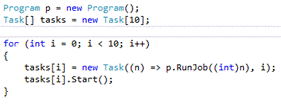 Program p = new Program();
Task[] tasks = new Task[10];
for (int i = 0; i < 10; i++)
{
tasks[i] = new Task((n) => p.RunJob((int)n), i);
tasks[i].Start();
}